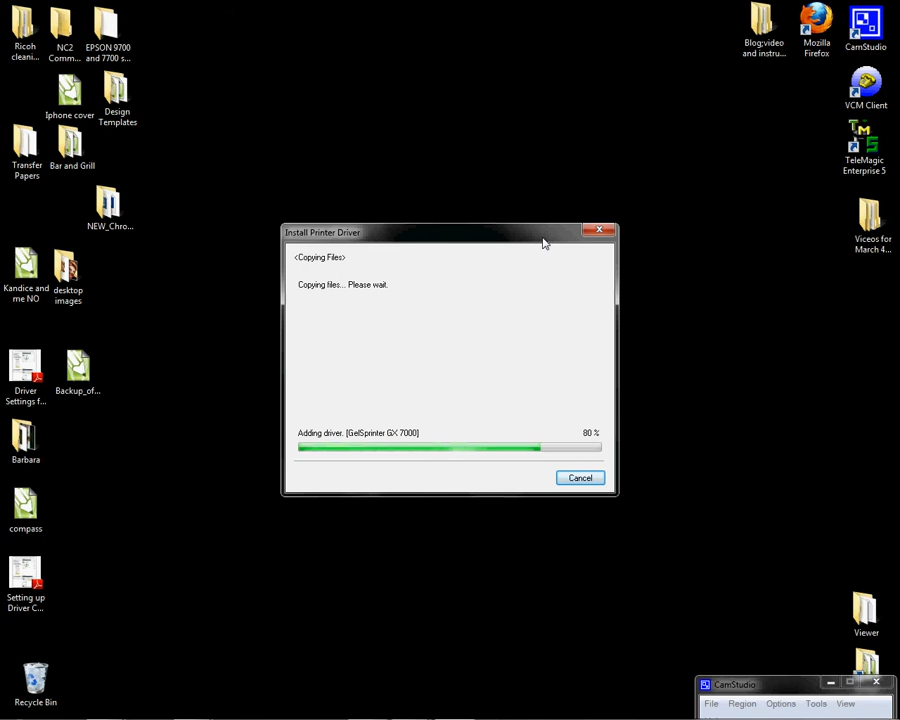 Ricoh
cleani...
NC2
Comm...
EPSON 9700
and 7700 s...
Blog;video
and instru...
Mozilla
Firefox
CamStudio
Iphone cover
Design
Templates
VCM Client
Transfer
Papers
Bar and Grill
TM
ES
TeleMagic
Enterprise 5
NEW_Chro...
Viceos for
March 4...
Install Printer Driver
<Copying Files>
Copying files... Please wait.
Kandice and
me NO
desktop
images
Driver
Settings f...
Backup_of...
Adding driver. [GelSprinter GX 7000]
80 %
Cancel
Barbara
compass
Setting up
Driver C...
Viewer
Recycle Bin
CamStudio
File Region Options Tools View